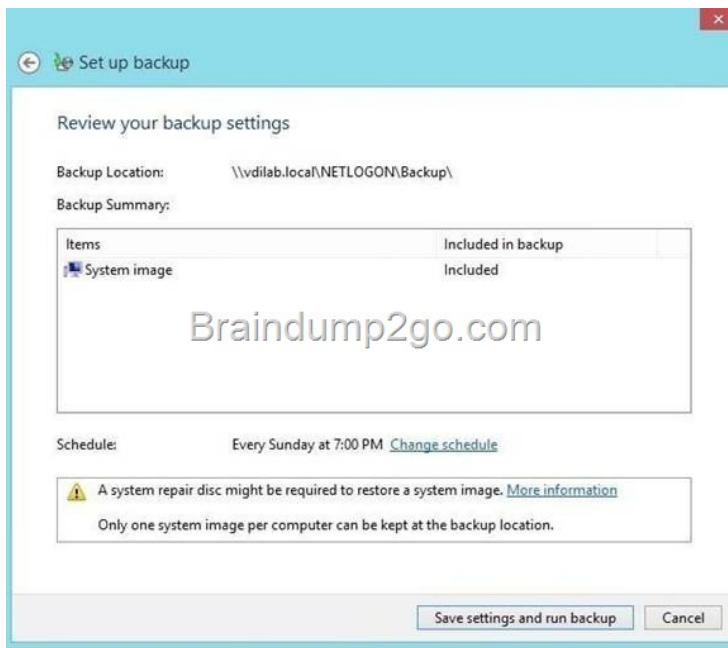 Set up backup
Review your backup settings
Backup Location: \\vdilab.local\NETLOGON\Backup\
Backup Summary:
Items Included in backup
System image Included
Braindump2go.com
Schedule: Every Sunday at 7:00 PM Change schedule
A system repair disc might be required to restore a system image. More information
Only one system image per computer can be kept at the backup location.
Save settings and run backup Cancel